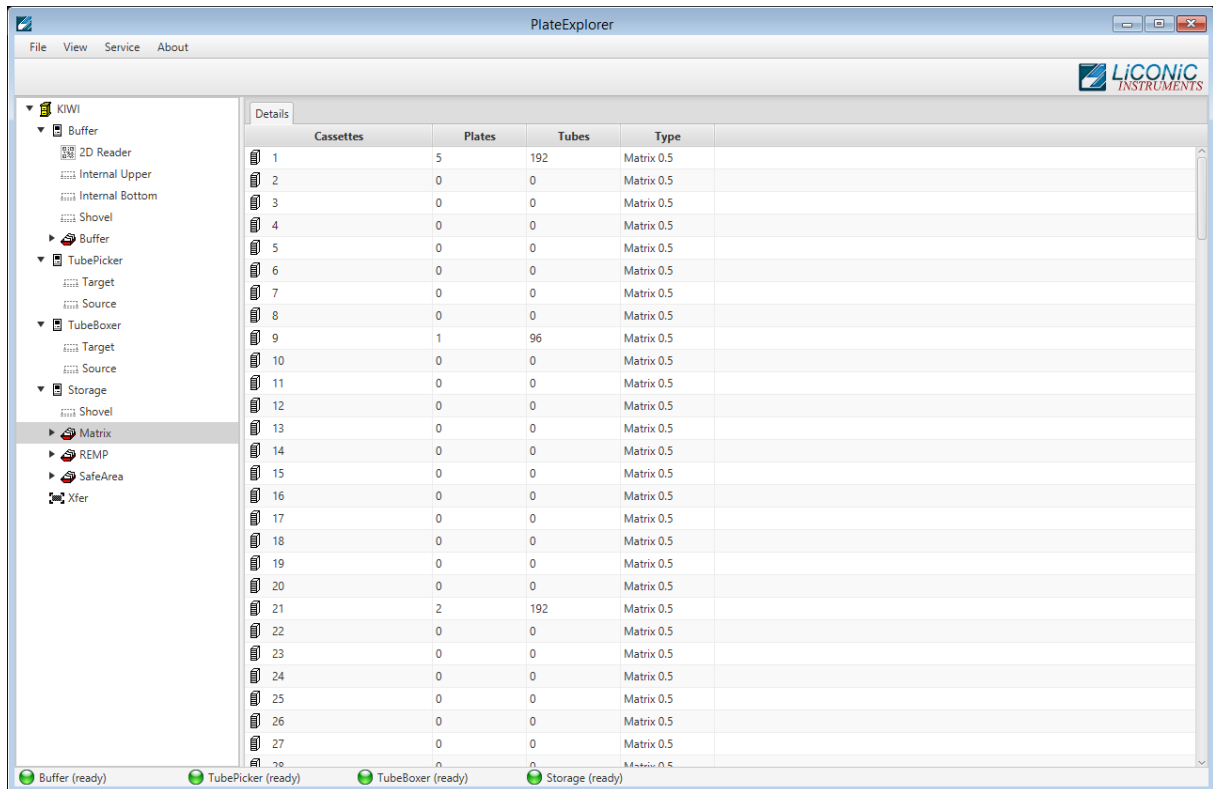 PlateExplorer
File View Service About
LiCONiC
INSTRUMENTS
KIWI
Buffer
2D Reader
Internal Upper
Internal Bottom
Shovel
Buffer
TubePicker
Target
Source
TubeBoxer
Target
Source
Storage
Shovel
Matrix
REMP
SafeArea
Xfer
Details
Cassettes Plates Tubes Type
1 5 192 Matrix 0.5
2 0 0 Matrix 0.5
3 0 0 Matrix 0.5
4 0 0 Matrix 0.5
5 0 0 Matrix 0.5
6 0 0 Matrix 0.5
7 0 0 Matrix 0.5
8 0 0 Matrix 0.5
9 1 96 Matrix 0.5
10 0 0 Matrix 0.5
11 0 0 Matrix 0.5
12 0 0 Matrix 0.5
13 0 0 Matrix 0.5
14 0 0 Matrix 0.5
15 0 0 Matrix 0.5
16 0 0 Matrix 0.5
17 0 0 Matrix 0.5
18 0 0 Matrix 0.5
19 0 0 Matrix 0.5
20 0 0 Matrix 0.5
21 2 192 Matrix 0.5
22 0 0 Matrix 0.5
23 0 0 Matrix 0.5
24 0 0 Matrix 0.5
25 0 0 Matrix 0.5
26 0 0 Matrix 0.5
27 0 0 Matrix 0.5
28 0 0 Matrix 0.5
Buffer (ready) TubePicker (ready) TubeBoxer (ready) Storage (ready)